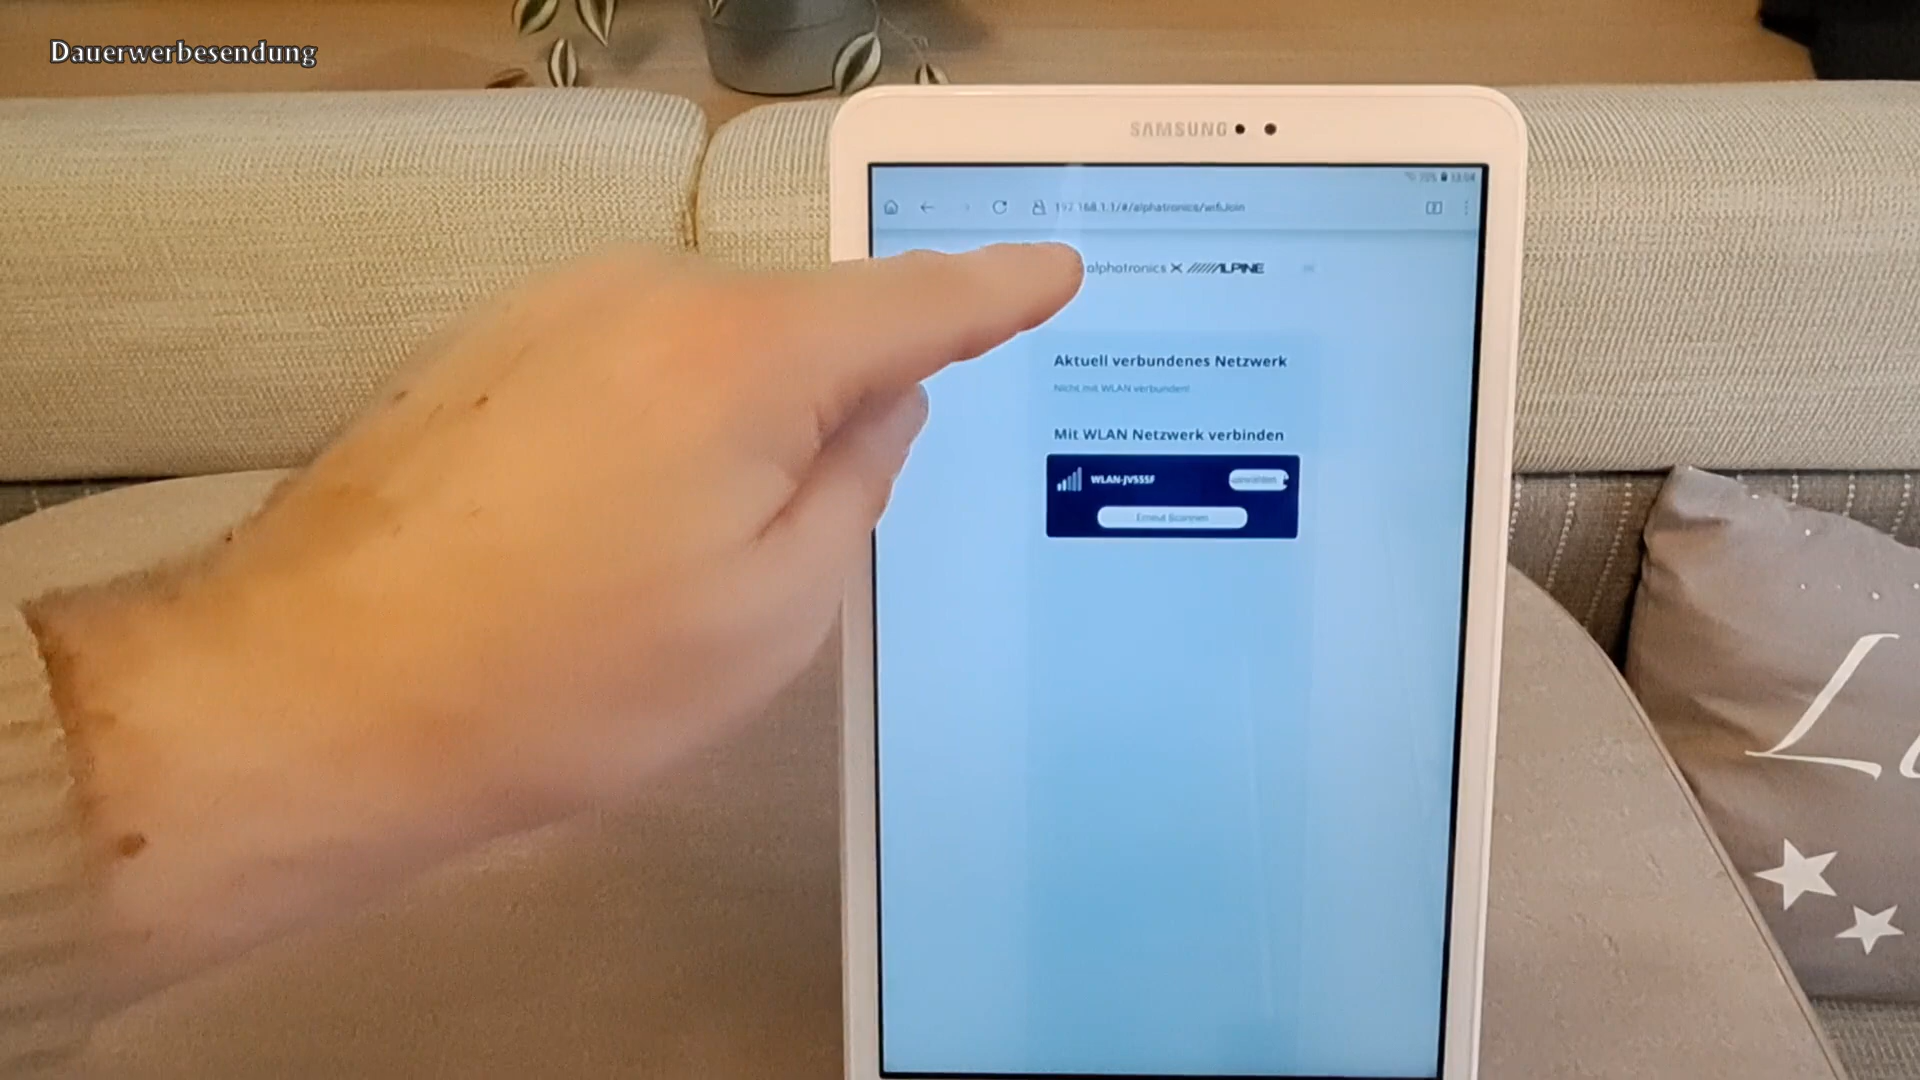 Dauerwerbesendung
SAMSUNG
192.168.1.1/#/alphatronics/wifiJoin
alphatronics X ALPINE
Aktuell verbundenes Netzwerk
Nicht mit WLAN verbunden!
Mit WLAN Netzwerk verbinden
WLAN-JV555F
Erneut Scannen